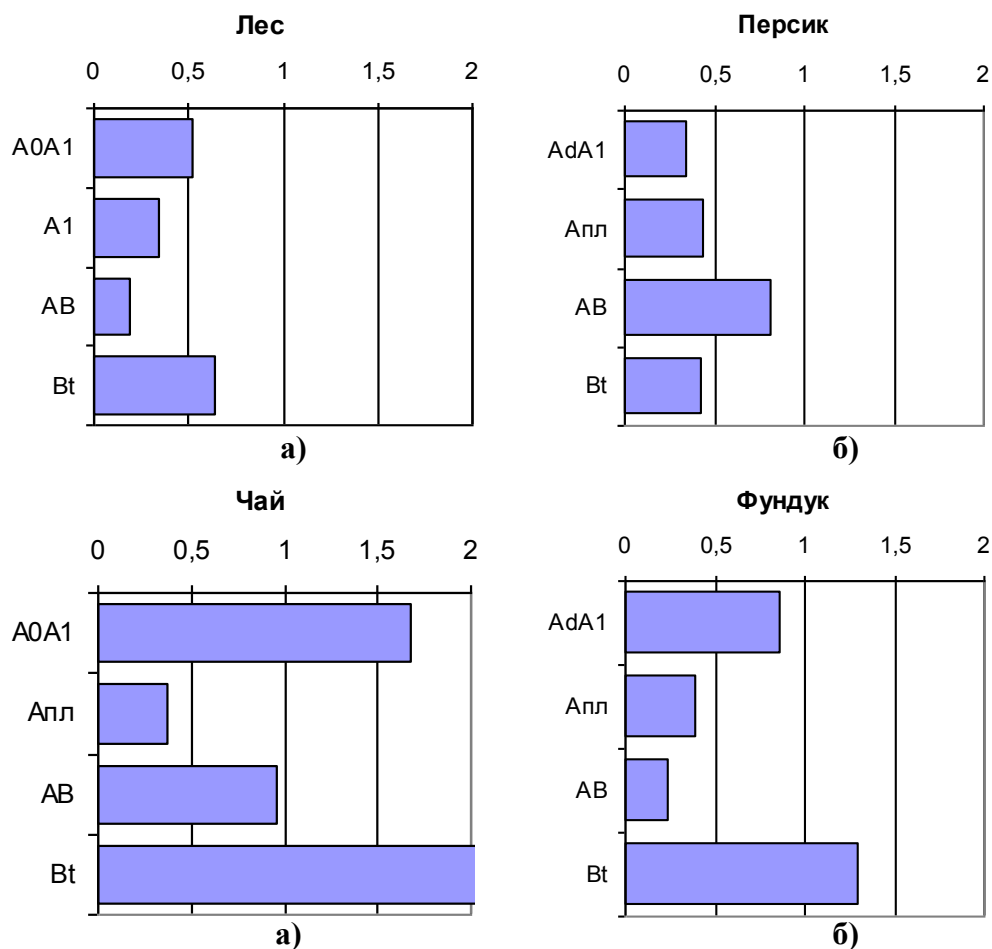 Лес
0 0,5 1 1,5 2
A0A1
A1
AB
Bt
а)
Персик
0 0,5 1 1,5 2
AdA1
Апл
AB
Bt
б)
Чай
0 0,5 1 1,5 2
A0A1
Апл
AB
Bt
а)
Фундук
0 0,5 1 1,5 2
AdA1
Апл
AB
Bt
б)